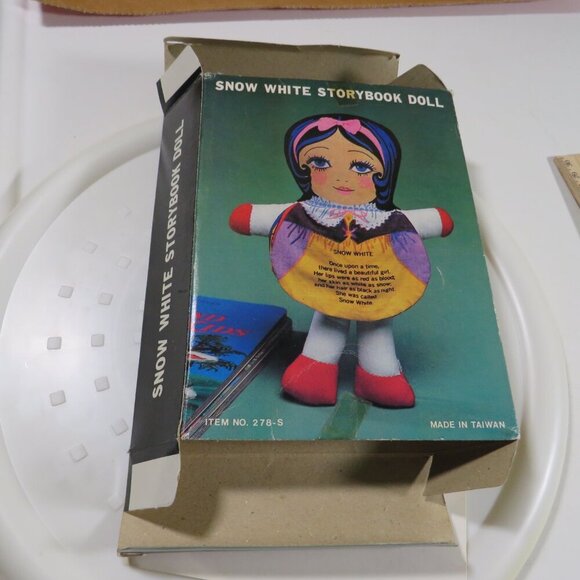 SNOW WHITE STORYBOOK DOLL
SNOW WHITE STORYBOOK DOLL
SNOW WHITE
Once upon a time,
there lived a beautiful girl.
Her lips were as red as blood,
her skin as white as snow,
and her hair as black as night.
She was called
Snow White.
ITEM NO. 278-S
MADE IN TAIWAN